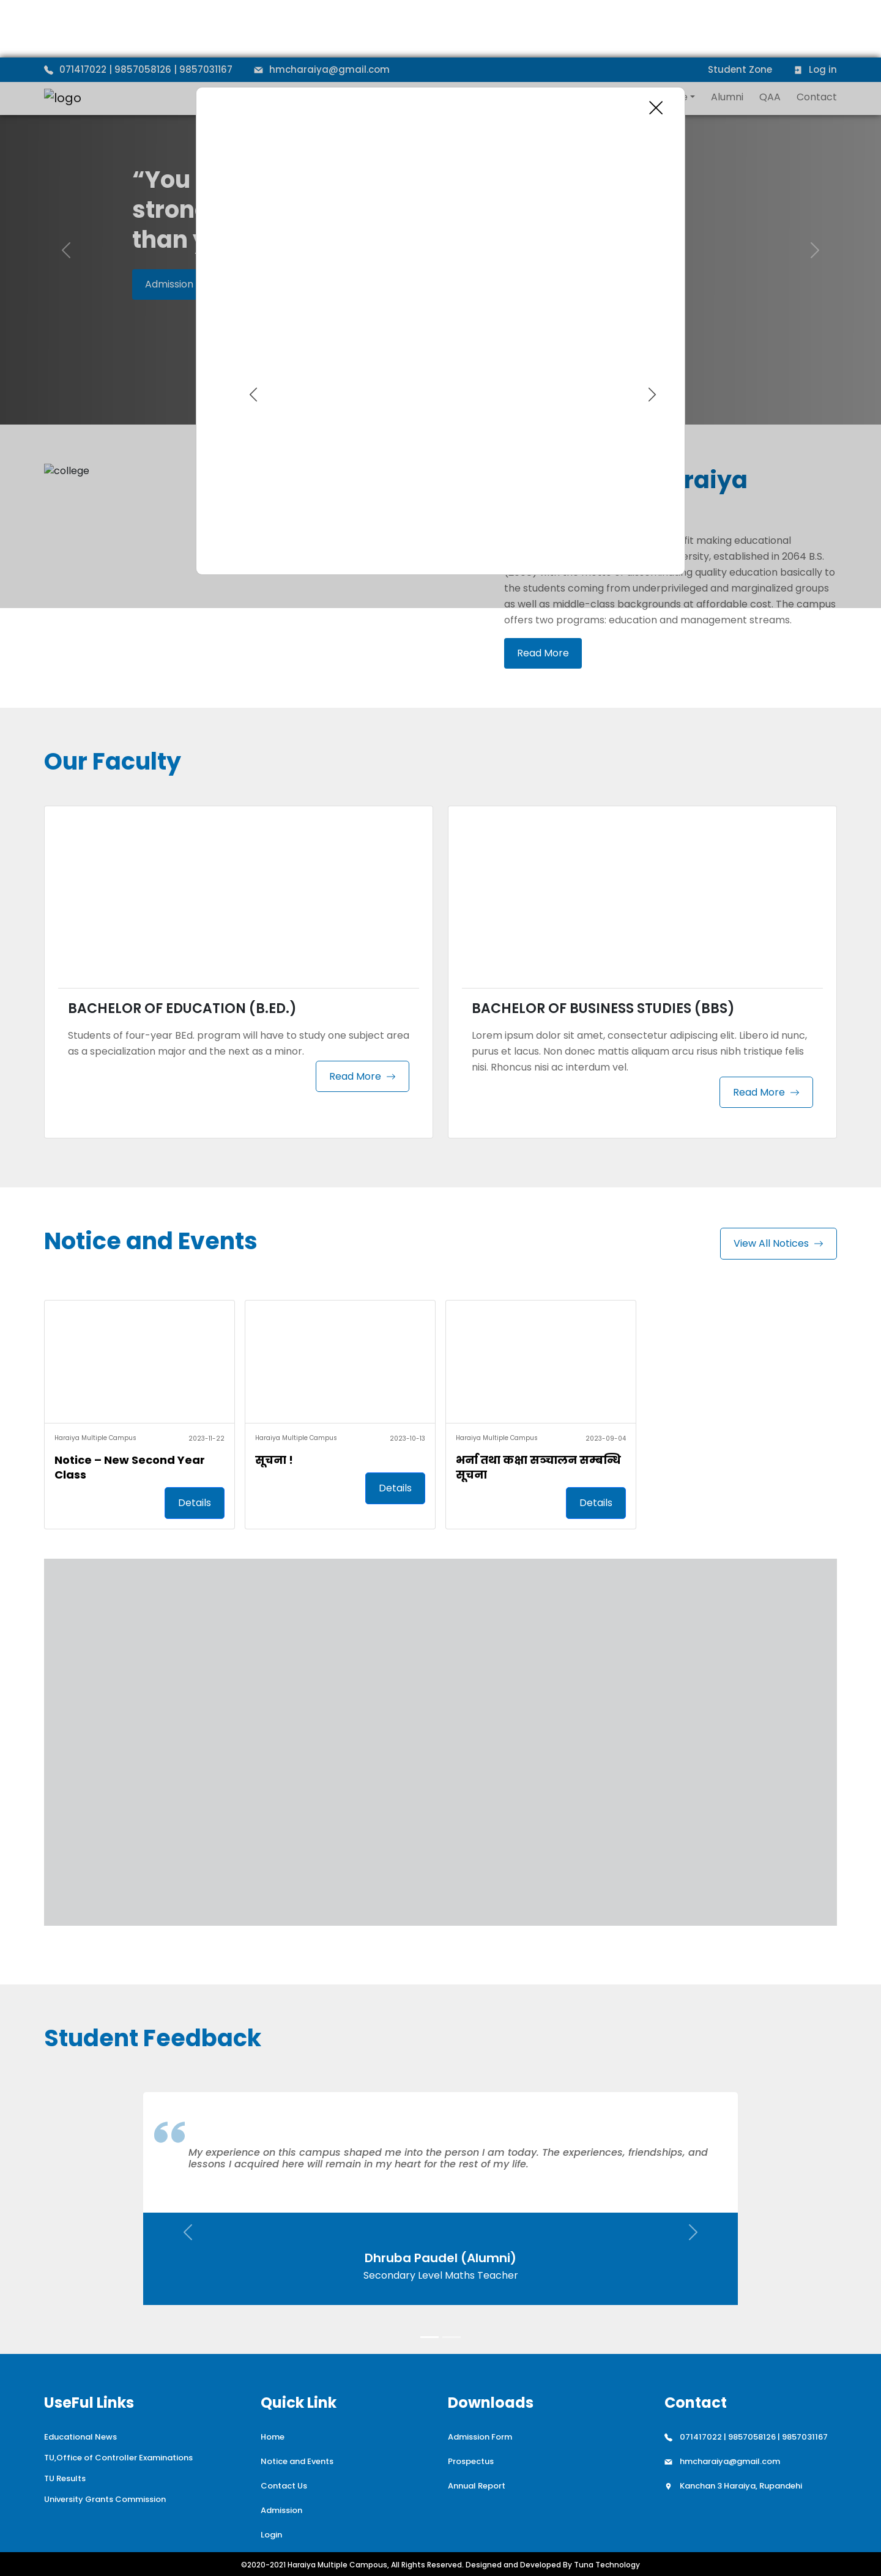 071417022 | 9857058126 | 9857031167
hmcharaiya@gmail.com
Student Zone
Log in
logo
Alumni
QAA
Contact
“You
than
Admission
college
making educational
established in 2064 B.S.
quality education basically to
the students coming from underprivileged and marginalized groups
as well as middle-class backgrounds at affordable cost. The campus
offers two programs: education and management streams.
Read More
Our Faculty
BACHELOR OF EDUCATION (B.ED.)
Students of four-year BEd. program will have to study one subject area
as a specialization major and the next as a minor.
Read More
BACHELOR OF BUSINESS STUDIES (BBS)
Lorem ipsum dolor sit amet, consectetur adipiscing elit. Libero id nunc,
purus et lacus. Non donec mattis aliquam arcu risus nibh tristique felis
nisi. Rhoncus nisi ac interdum vel.
Read More
Notice and Events
View All Notices
Haraiya Multiple Campus
2023-11-22
Notice – New Second Year
Class
Details
Haraiya Multiple Campus
2023-10-13
सूचना !
Details
Haraiya Multiple Campus
2023-09-04
भर्ना तथा कक्षा सञ्चालन सम्बन्धि
सूचना
Details
Student Feedback
My experience on this campus shaped me into the person I am today. The experiences, friendships, and
lessons I acquired here will remain in my heart for the rest of my life.
Dhruba Paudel (Alumni)
Secondary Level Maths Teacher
UseFul Links
Educational News
TU,Office of Controller Examinations
TU Results
University Grants Commission
Quick Link
Home
Notice and Events
Contact Us
Admission
Login
Downloads
Admission Form
Prospectus
Annual Report
Contact
071417022 | 9857058126 | 9857031167
hmcharaiya@gmail.com
Kanchan 3 Haraiya, Rupandehi
©2020-2021 Haraiya Multiple Campous, All Rights Reserved. Designed and Developed By Tuna Technology